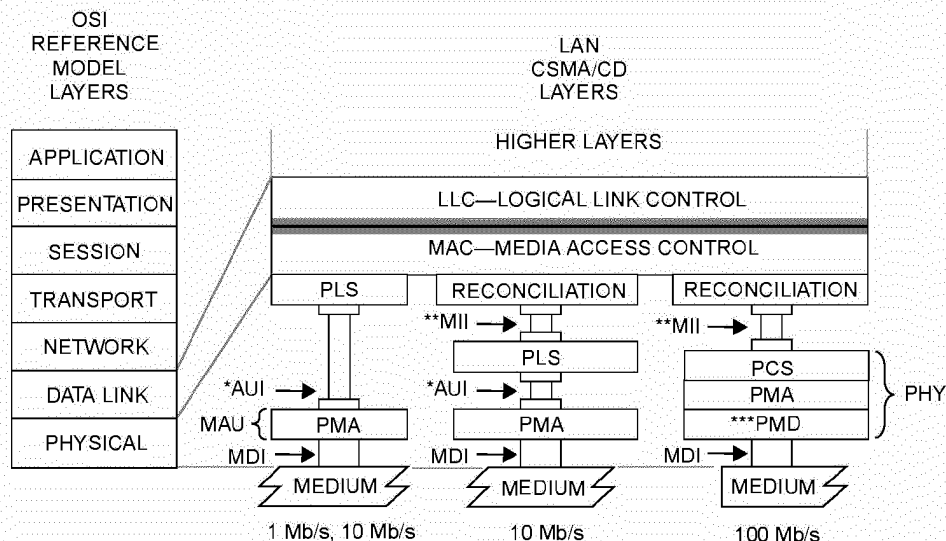 OSI
REFERENCE
MODEL
LAYERS
LAN
CSMA/CD
LAYERS
APPLICATION
PRESENTATION
SESSION
TRANSPORT
NETWORK
DATA LINK
PHYSICAL
HIGHER LAYERS
LLC—LOGICAL LINK CONTROL
MAC—MEDIA ACCESS CONTROL
PLS
*AUI
MAU
PMA
MDI
MEDIUM
1 Mb/s, 10 Mb/s
RECONCILIATION
**MII
PLS
*AUI
PMA
MDI
MEDIUM
10 Mb/s
RECONCILIATION
**MII
PCS
PMA
***PMD
PHY
MDI
MEDIUM
100 Mb/s